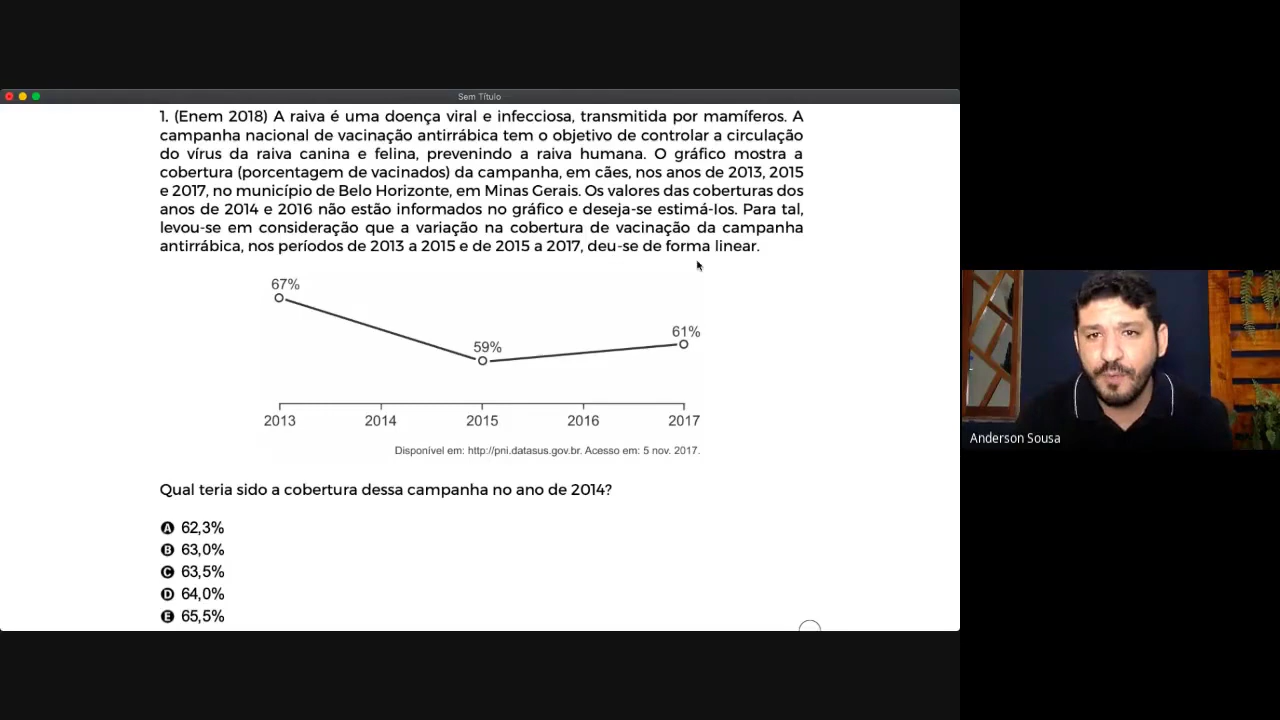 Sem Título
1. (Enem 2018) A raiva é uma doença viral e infecciosa, transmitida por mamíferos. A
campanha nacional de vacinação antirrábica tem o objetivo de controlar a circulação
do vírus da raiva canina e felina, prevenindo a raiva humana. O gráfico mostra a
cobertura (porcentagem de vacinados) da campanha, em cães, nos anos de 2013, 2015
e 2017, no município de Belo Horizonte, em Minas Gerais. Os valores das coberturas dos
anos de 2014 e 2016 não estão informados no gráfico e deseja-se estimá-los. Para tal,
levou-se em consideração que a variação na cobertura de vacinação da campanha
antirrábica, nos períodos de 2013 a 2015 e de 2015 a 2017, deu-se de forma linear.
67%
59%
61%
2013 2014 2015 2016 2017
Disponível em: http://pni.datasus.gov.br. Acesso em: 5 nov. 2017.
Qual teria sido a cobertura dessa campanha no ano de 2014?
A 62,3%
B 63,0%
C 63,5%
D 64,0%
E 65,5%
Anderson Sousa